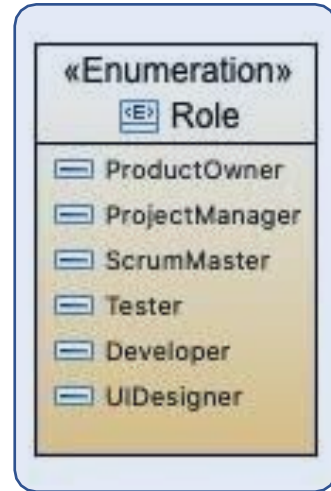 «Enumeration»
<E> Role
ProductOwner
ProjectManager
ScrumMaster
Tester
Developer
UIDesigner